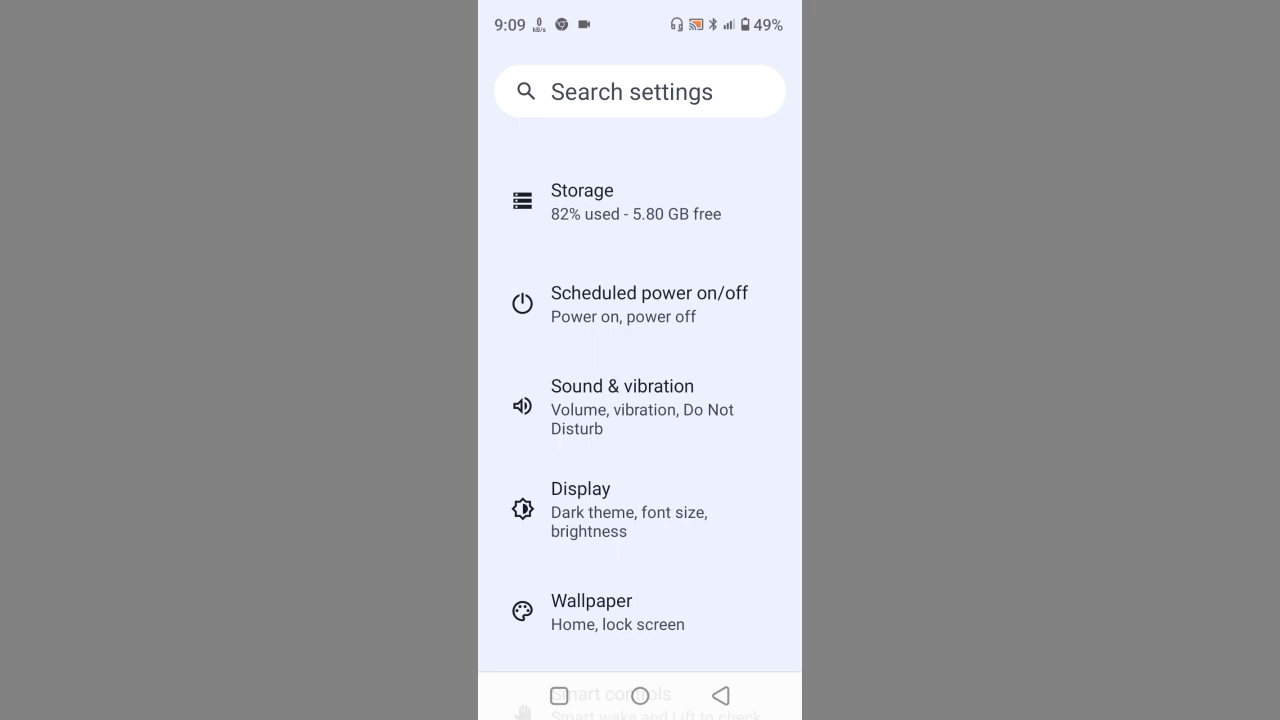 9:09 0 kB/s 49%
Search settings
Storage
82% used - 5.80 GB free
Scheduled power on/off
Power on, power off
Sound & vibration
Volume, vibration, Do Not
Disturb
Display
Dark theme, font size,
brightness
Wallpaper
Home, lock screen
Smart controls
Smart wake and Lift to check